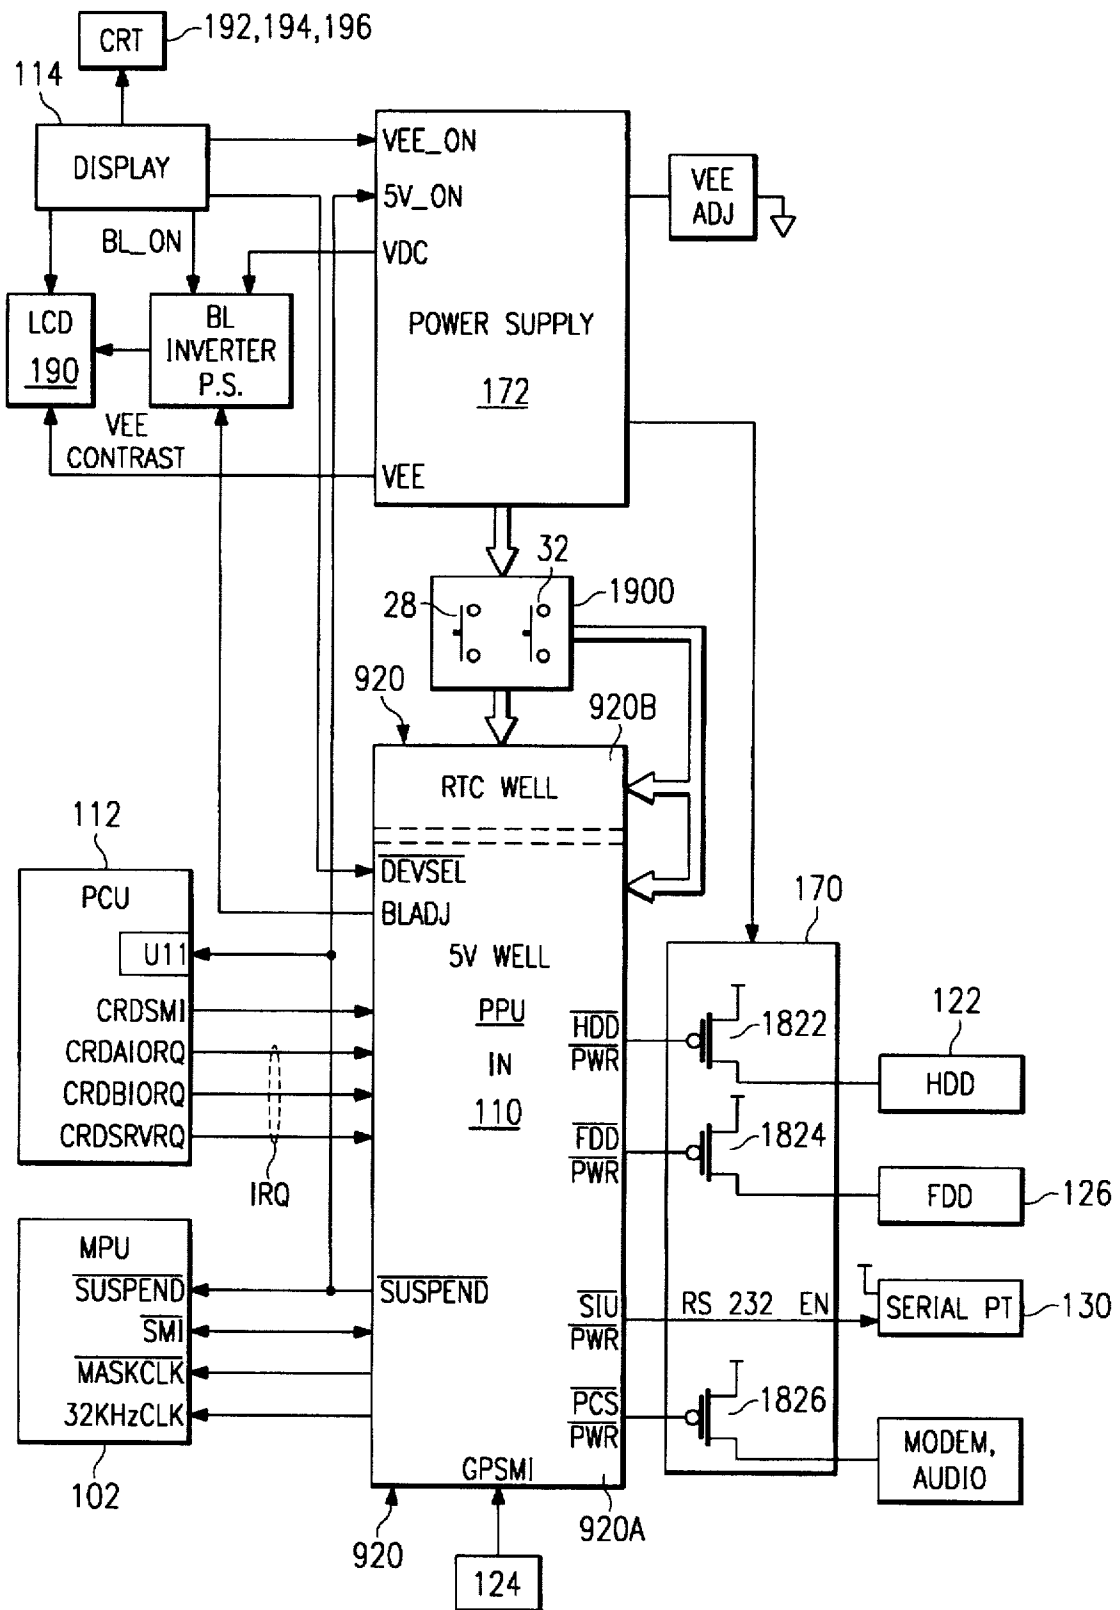 CRT
192,194,196
114
DISPLAY
VEE_ON
5V_ON
VDC
VEE
ADJ
BL_ON
LCD
190
BL
INVERTER
P.S.
POWER SUPPLY
172
VEE
CONTRAST
VEE
32
28
1900
920
920B
RTC WELL
112
PCU
U11
CRDSMI
CRDAIORQ
CRDBIORQ
CRDSRVRQ
IRQ
DEVSEL
BLADJ
5V WELL
PPU
IN
110
HDD
PWR
FDD
PWR
SIU
PWR
PCS
PWR
170
1822
122
HDD
1824
FDD
126
RS 232 EN
SERIAL PT
130
1826
MODEM,
AUDIO
MPU
SUSPEND
SMI
MASKCLK
32KHzCLK
SUSPEND
102
GPSMI
920
920A
124